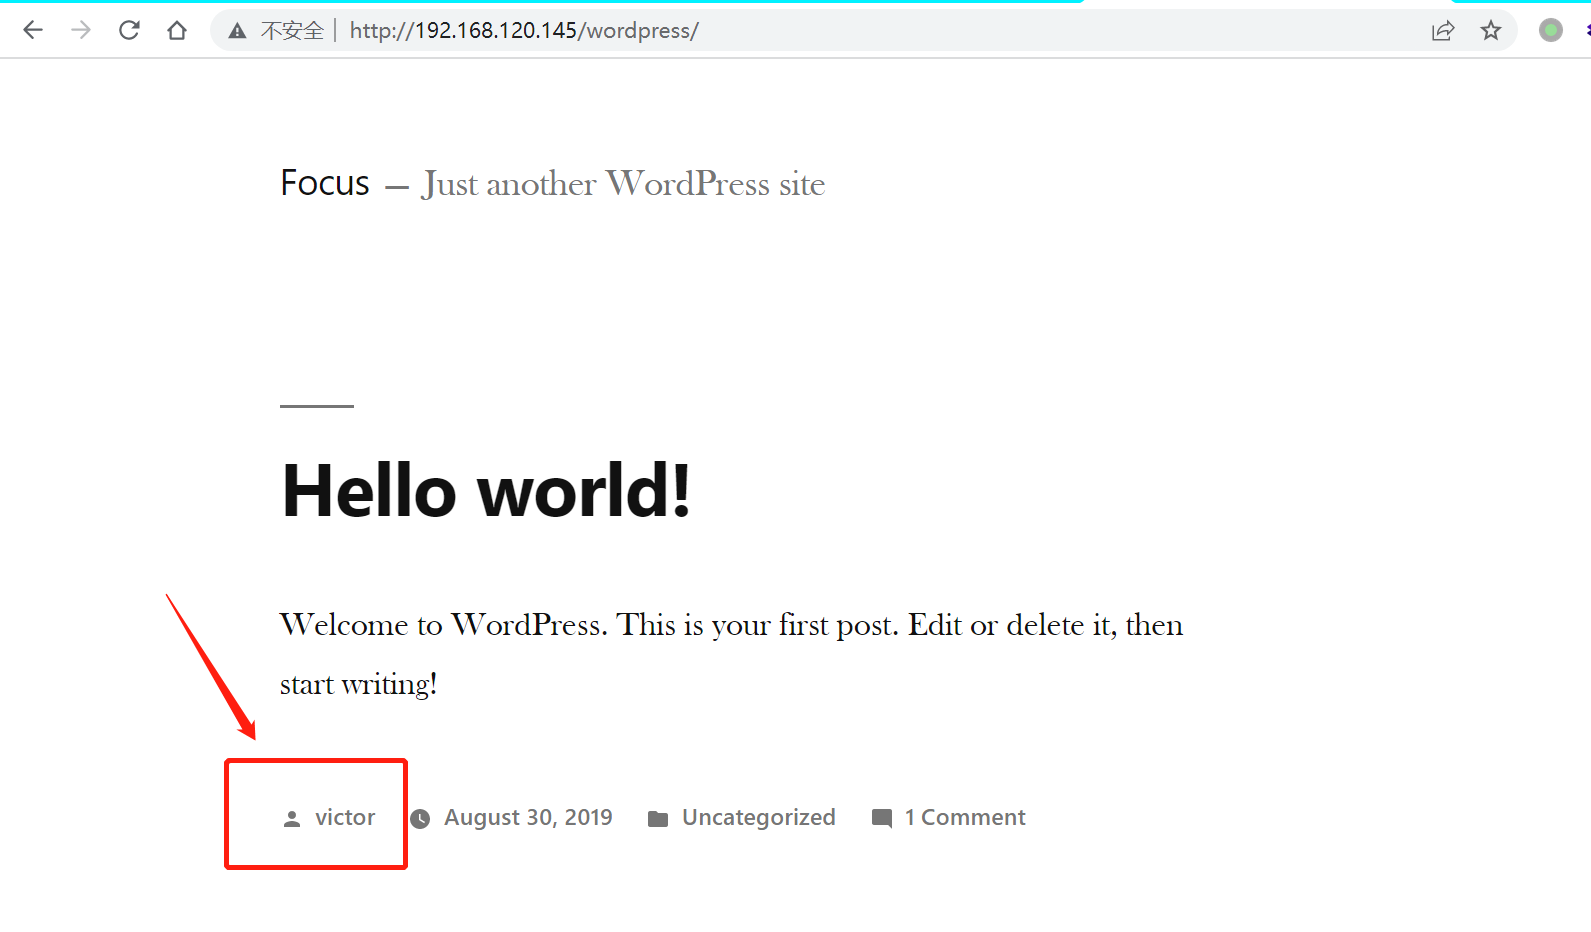 不安全 | http://192.168.120.145/wordpress/
Focus — Just another WordPress site
Hello world!
Welcome to WordPress. This is your first post. Edit or delete it, then
start writing!
victor August 30, 2019 Uncategorized 1 Comment